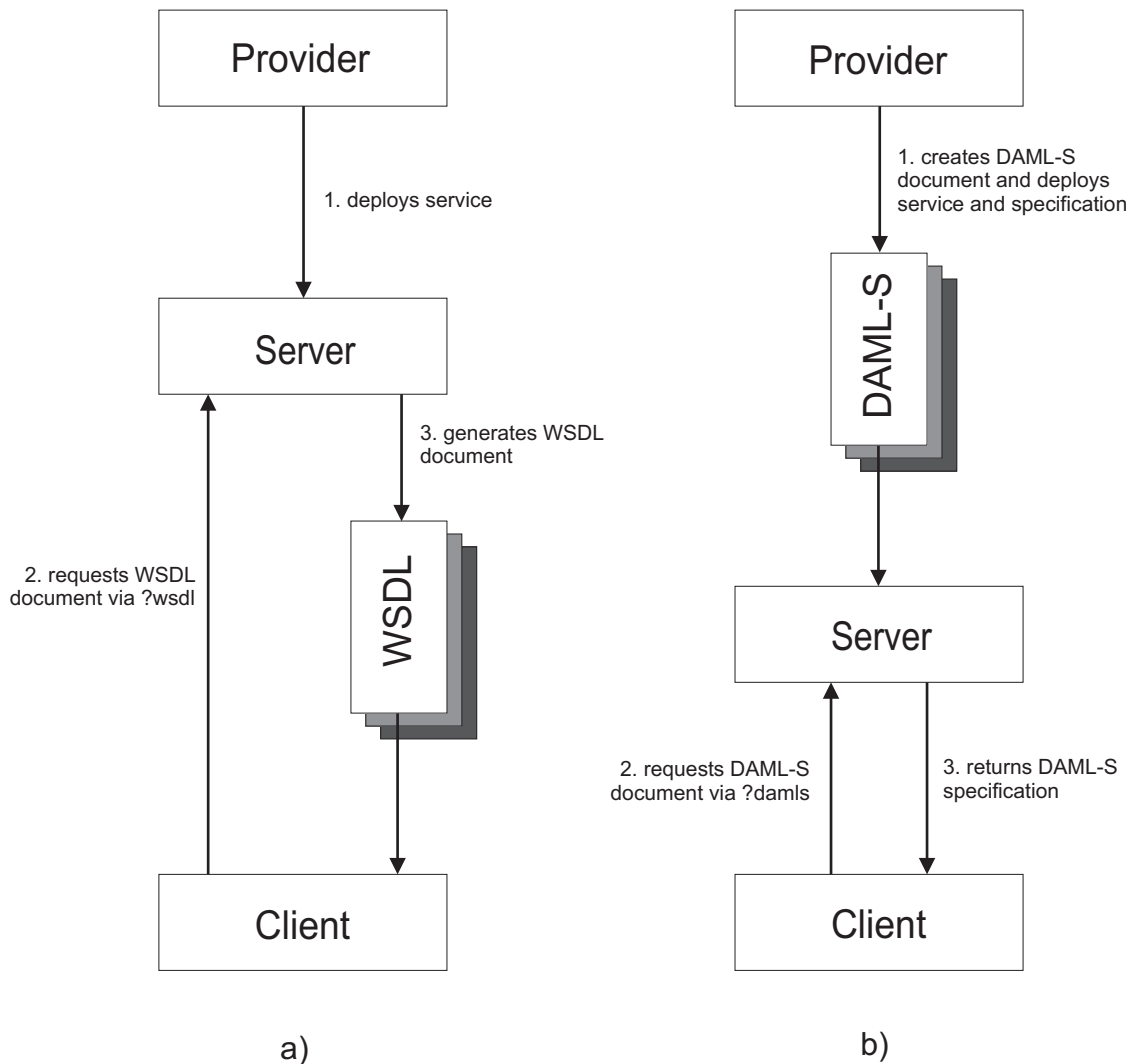 Provider
1. deploys service
Server
3. generates WSDL
document
WSDL
2. requests WSDL
document via ?wsdl
Client
a)
Provider
1. creates DAML-S
document and deploys
service and specification
DAML-S
Server
2. requests DAML-S
document via ?damls
3. returns DAML-S
specification
Client
b)